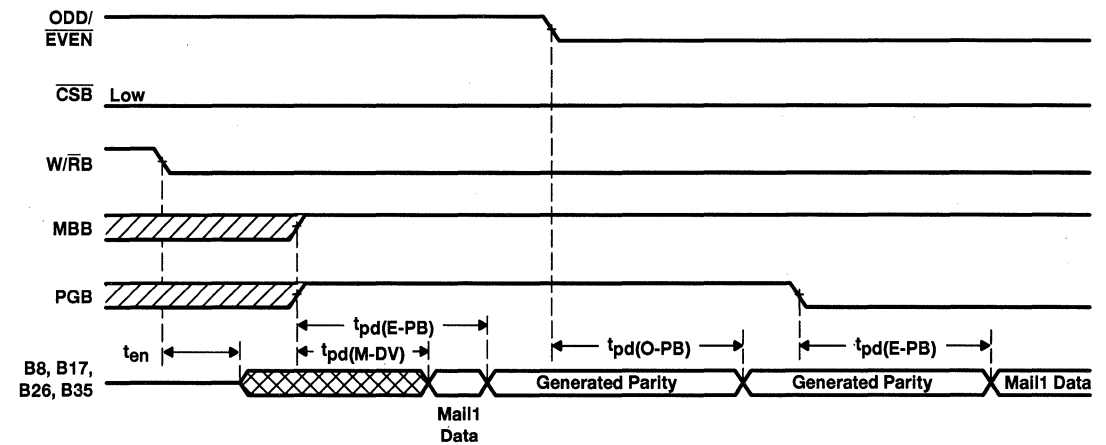 ODD/
EVEN
CSB Low
W/RB
MBB
PGB
tpd(E-PB)
ten tpd(M-DV) tpd(O-PB) tpd(E-PB)
B8, B17,
B26, B35 Generated Parity Generated Parity Mail1 Data
Mail1
Data